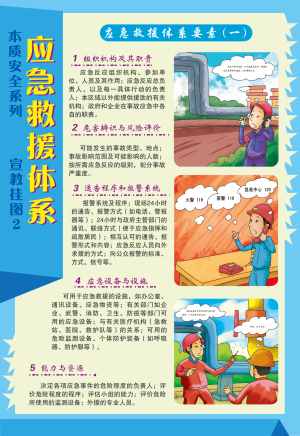 本质安全系列
应急救援体系
宣教挂图2
应急救援体系要素(一)
1 组织机构及其职责
应急反应组织机构、参加单
位、人员及其作用；应急反应总负
责人，以及每一具体行动的负责
人；本区域以外能提供援助的有关
机构；政府和企业在事故应急中各
自的职责。
2 危害辨识与风险评价
可能发生的事故类型、地点；
事故影响范围及可能影响的人数；
按所需应急反应的级别，划分事故
严重度。
3 通告程序和报警系统
报警系统及程序；现场24小时
的通告、报警方式（如电话、警报
器等）；24小时与政府主管部门的通
讯、联络方式（便于应急指挥和
疏散居民）；相互认可的通告、报
警形式和内容；应急反应人员向外
求援的方式；向公众报警的标准、
方式、信号等。
火警 119
报警 110
急救中心 120
4 应急设备与设施
可用于应急救援的设施，如办公室、
通讯设备、应急物资等；有关部门如企
业、武警、消防、卫生、防疫等部门可
用的应急设备；与有关医疗机构（急救
站、医院、救护队等）的关系；可用的
危险监测设备、个体防护装备（如呼吸
器、防护服等）。
5 能力与资源
决定各项应急事件的危险程度的负责人；评
价危险程度的程序；评估小组的能力；评价危险
所使用的监测设备；外援的专业人员。